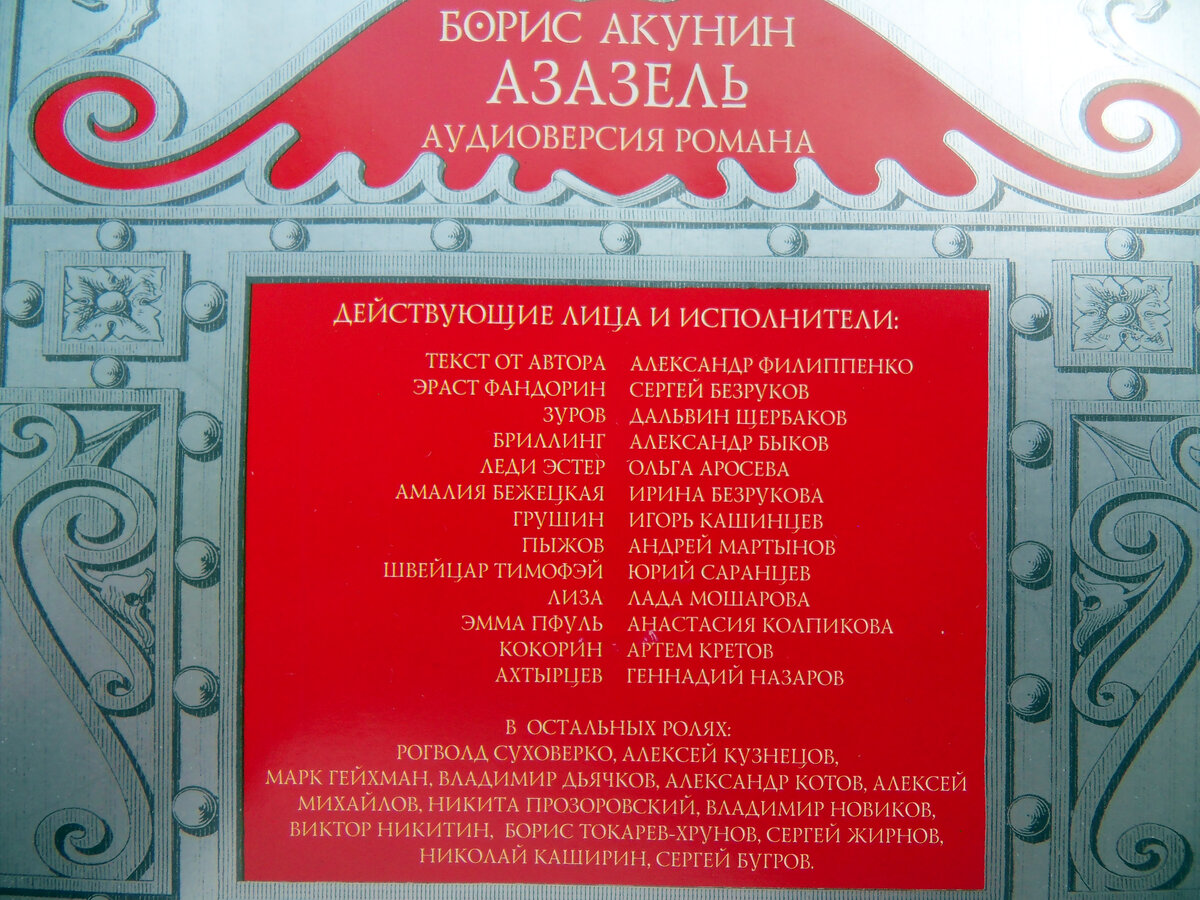 БОРИС АКУНИН
АЗАЗЕЛЬ
АУДИОВЕРСИЯ РОМАНА
ДЕЙСТВУЮЩИЕ ЛИЦА И ИСПОЛНИТЕЛИ:
ТЕКСТ ОТ АВТОРА АЛЕКСАНДР ФИЛИППЕНКО
ЭРАСТ ФАНДОРИН СЕРГЕЙ БЕЗРУКОВ
ЗУРОВ ДАЛЬВИН ЩЕРБАКОВ
БРИЛЛИНГ АЛЕКСАНДР БЫКОВ
ЛЕДИ ЭСТЕР ОЛЬГА АРОСЕВА
АМАЛИЯ БЕЖЕЦКАЯ ИРИНА БЕЗРУКОВА
ГРУШИН ИГОРЬ КАШИНЦЕВ
ПЫЖОВ АНДРЕЙ МАРТЫНОВ
ШВЕЙЦАР ТИМОФЭЙ ЮРИЙ САРАНЦЕВ
ЛИЗА ЛАДА МОШАРОВА
ЭММА ПФУЛЬ АНАСТАСИЯ КОЛПИКОВА
КОКОРИН АРТЕМ КРЕТОВ
АХТЫРЦЕВ ГЕННАДИЙ НАЗАРОВ
В ОСТАЛЬНЫХ РОЛЯХ:
РОГВОЛД СУХОВЕРКО, АЛЕКСЕЙ КУЗНЕЦОВ,
МАРК ГЕЙХМАН, ВЛАДИМИР ДЬЯЧКОВ, АЛЕКСАНДР КОТОВ, АЛЕКСЕЙ
МИХАЙЛОВ, НИКИТА ПРОЗОРОВСКИЙ, ВЛАДИМИР НОВИКОВ,
ВИКТОР НИКИТИН, БОРИС ТОКАРЕВ-ХРУНОВ, СЕРГЕЙ ЖИРНОВ,
НИКОЛАЙ КАШИРИН, СЕРГЕЙ БУГРОВ.